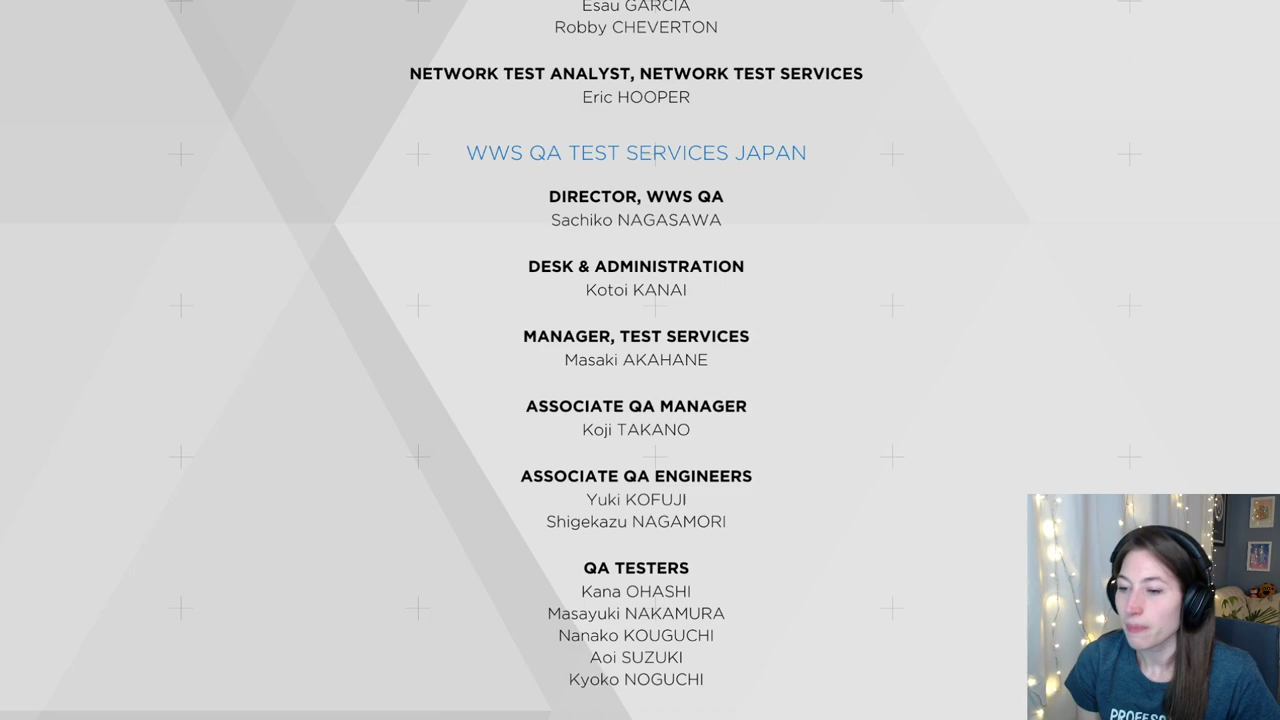 Esau GARCIA
Robby CHEVERTON
NETWORK TEST ANALYST, NETWORK TEST SERVICES
Eric HOOPER
WWS QA TEST SERVICES JAPAN
DIRECTOR, WWS QA
Sachiko NAGASAWA
DESK & ADMINISTRATION
Kotoi KANAI
MANAGER, TEST SERVICES
Masaki AKAHANE
ASSOCIATE QA MANAGER
Koji TAKANO
ASSOCIATE QA ENGINEERS
Yuki KOFUJI
Shigekazu NAGAMORI
QA TESTERS
Kana OHASHI
Masayuki NAKAMURA
Nanako KOUGUCHI
Aoi SUZUKI
Kyoko NOGUCHI